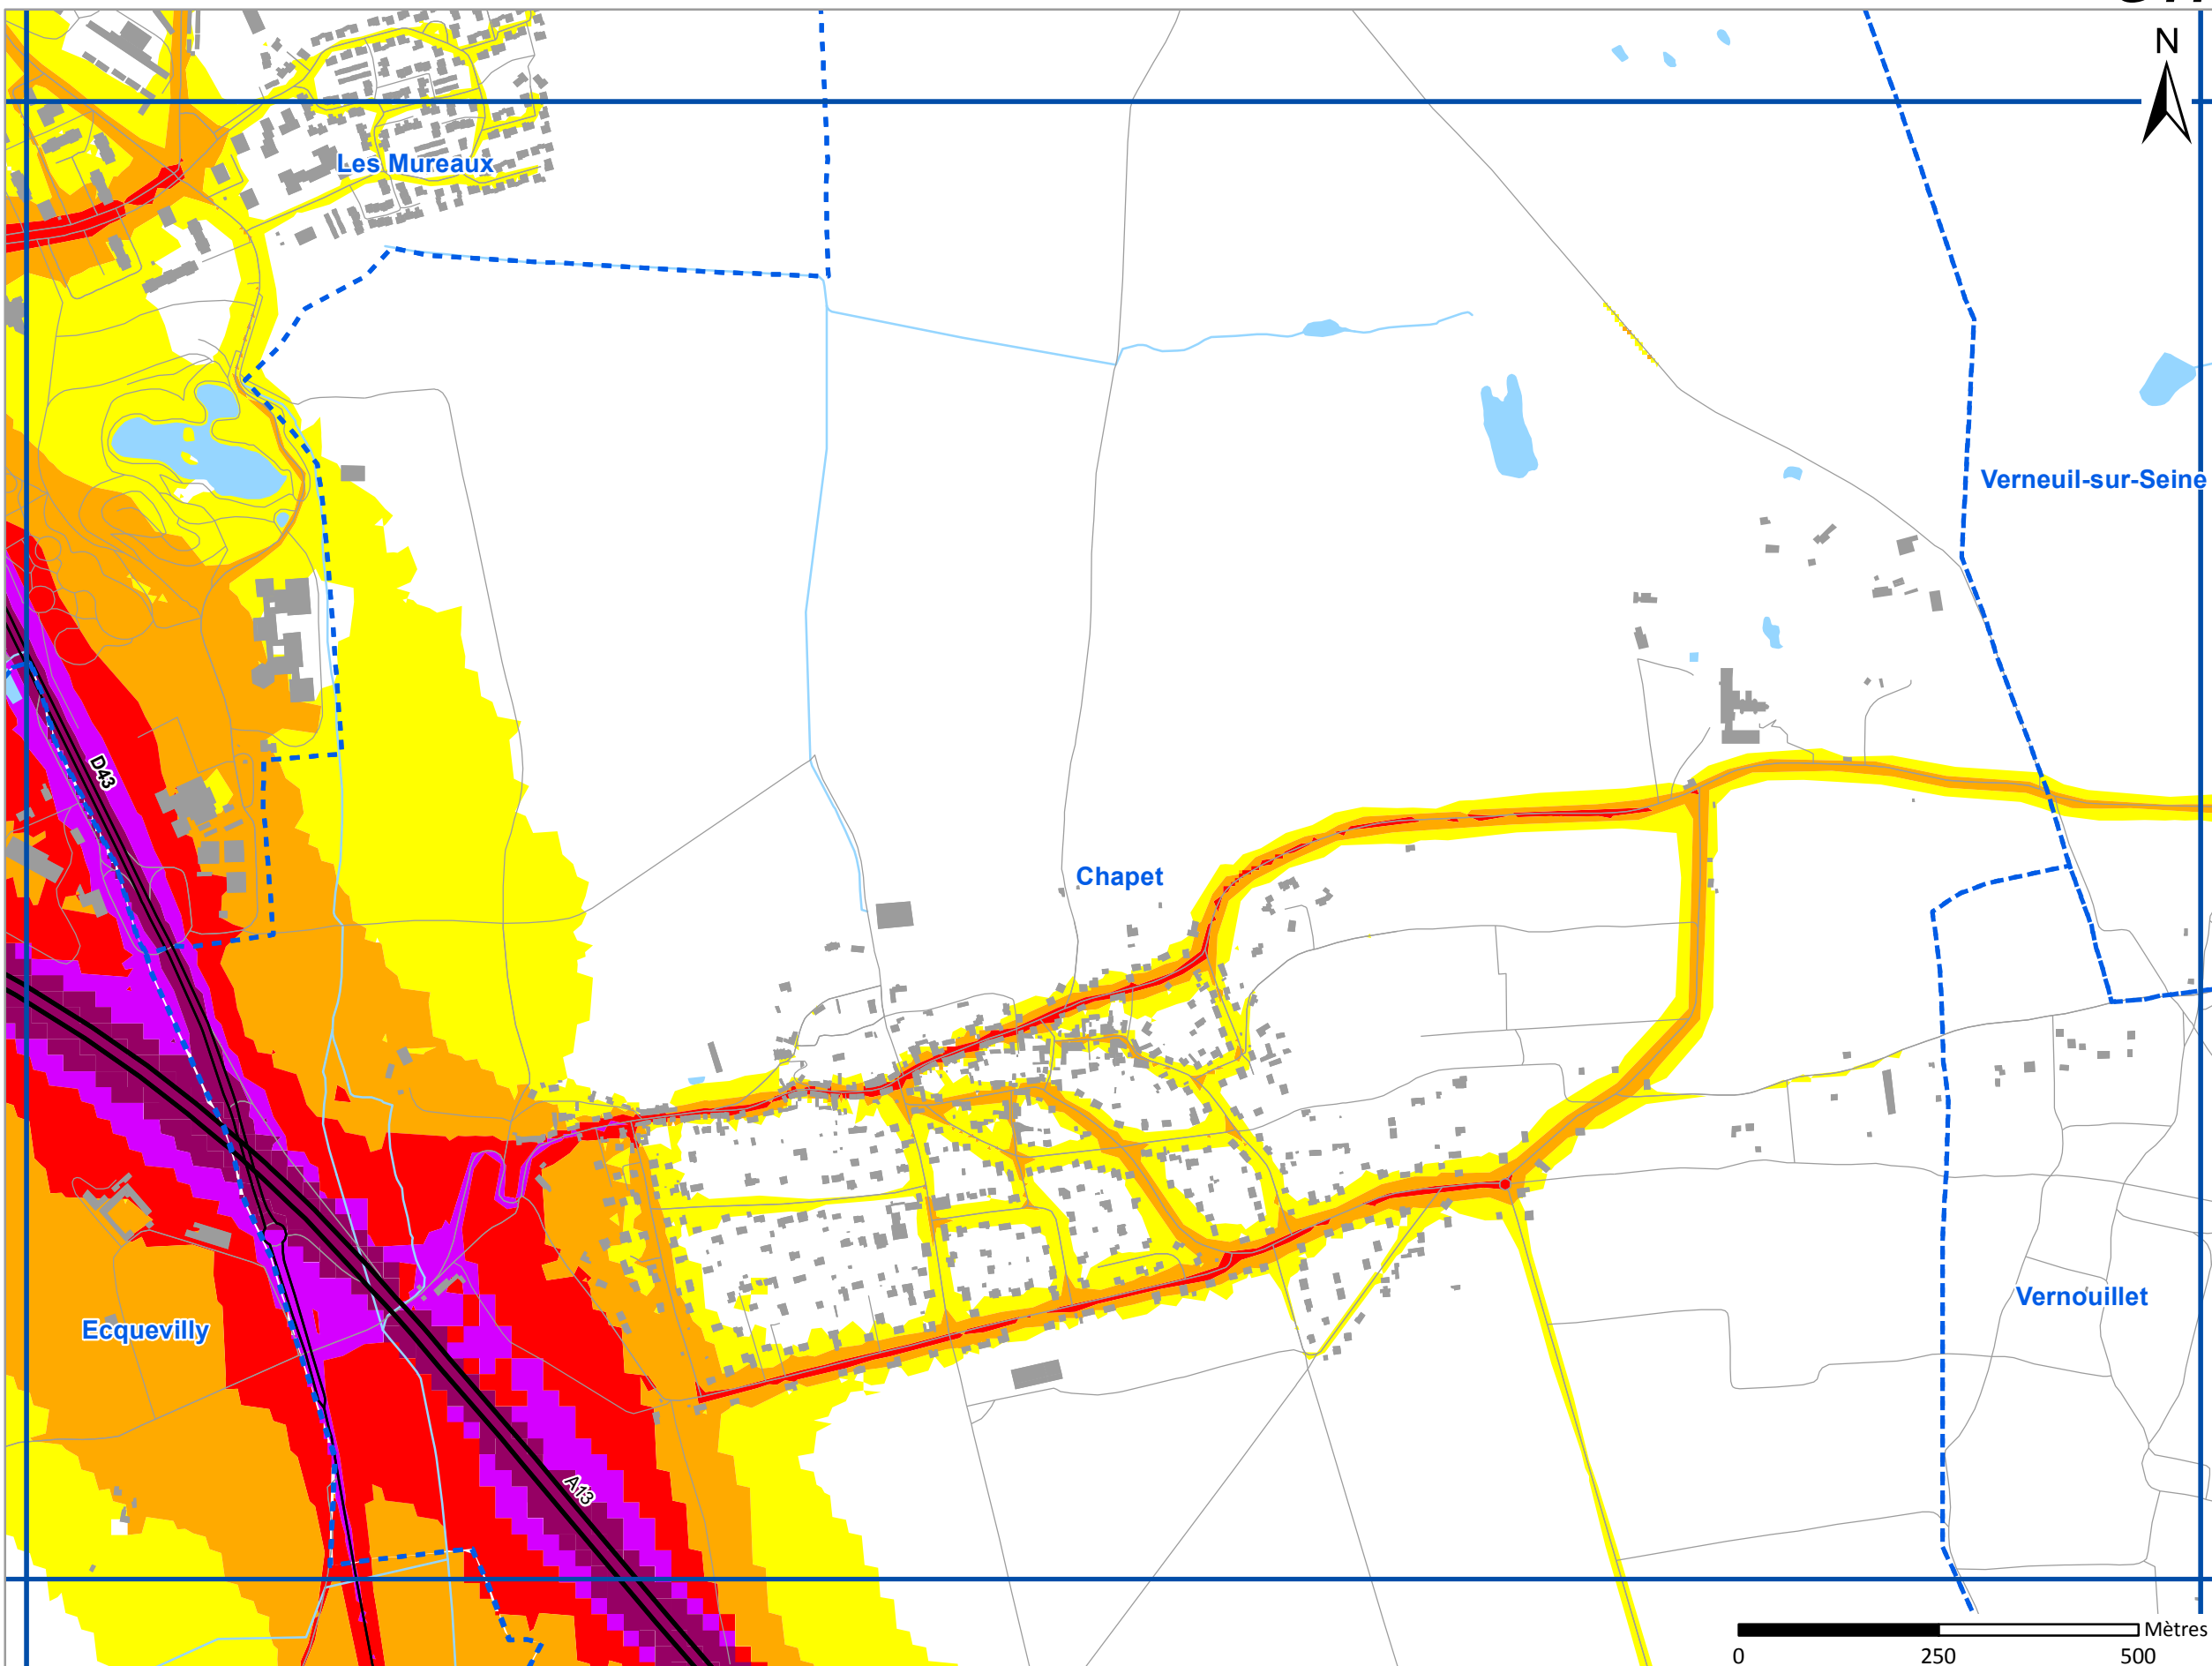 N
Les Mureaux
Verneuil-sur-Seine
D43
Chapet
Vernouillet
Ecquevilly
A13
Mètres
0 250 500